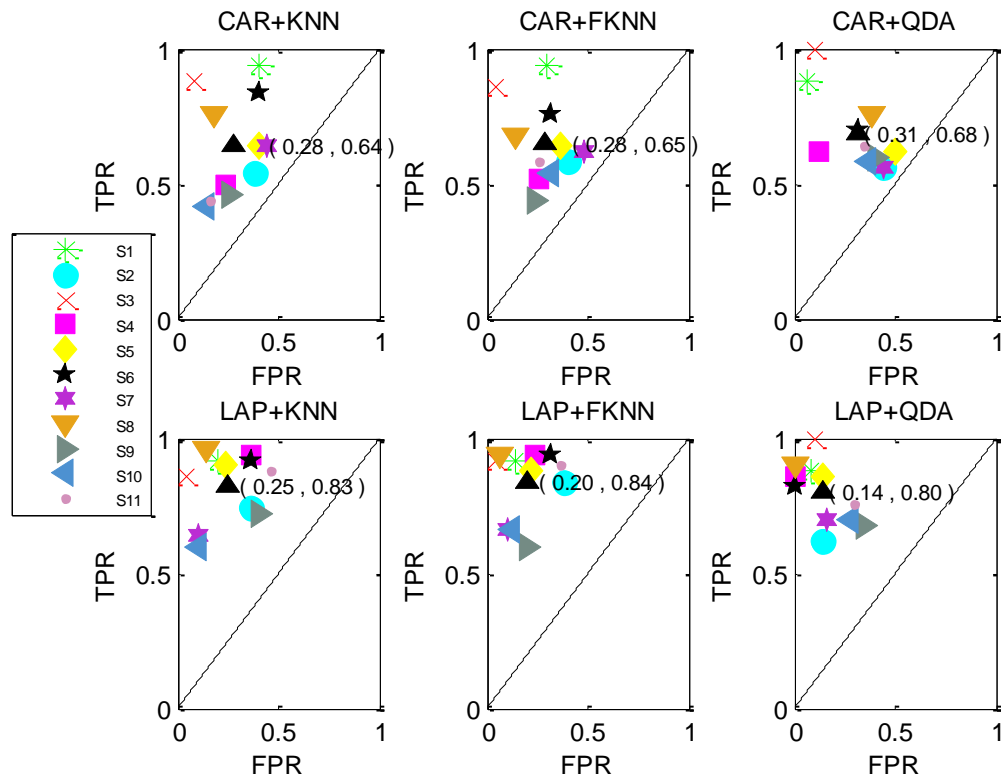 CAR+KNN
CAR+FKNN
CAR+QDA
1
0.5
0
TPR
( 0.28 , 0.64)
0
0.5
1
FPR
1
0.5
0
TPR
( 0.28 , 0.65)
0
0.5
1
FPR
1
0.5
0
TPR
( 0.31 , 0.68)
0
0.5
1
FPR
S1
S2
S3
S4
S5
S6
S7
S8
S9
S10
S11
LAP+KNN
LAP+FKNN
LAP+QDA
1
0.5
0
TPR
( 0.25 , 0.83)
0
0.5
1
FPR
1
0.5
0
TPR
( 0.20 , 0.84)
0
0.5
1
FPR
1
0.5
0
TPR
( 0.14 , 0.80)
0
0.5
1
FPR